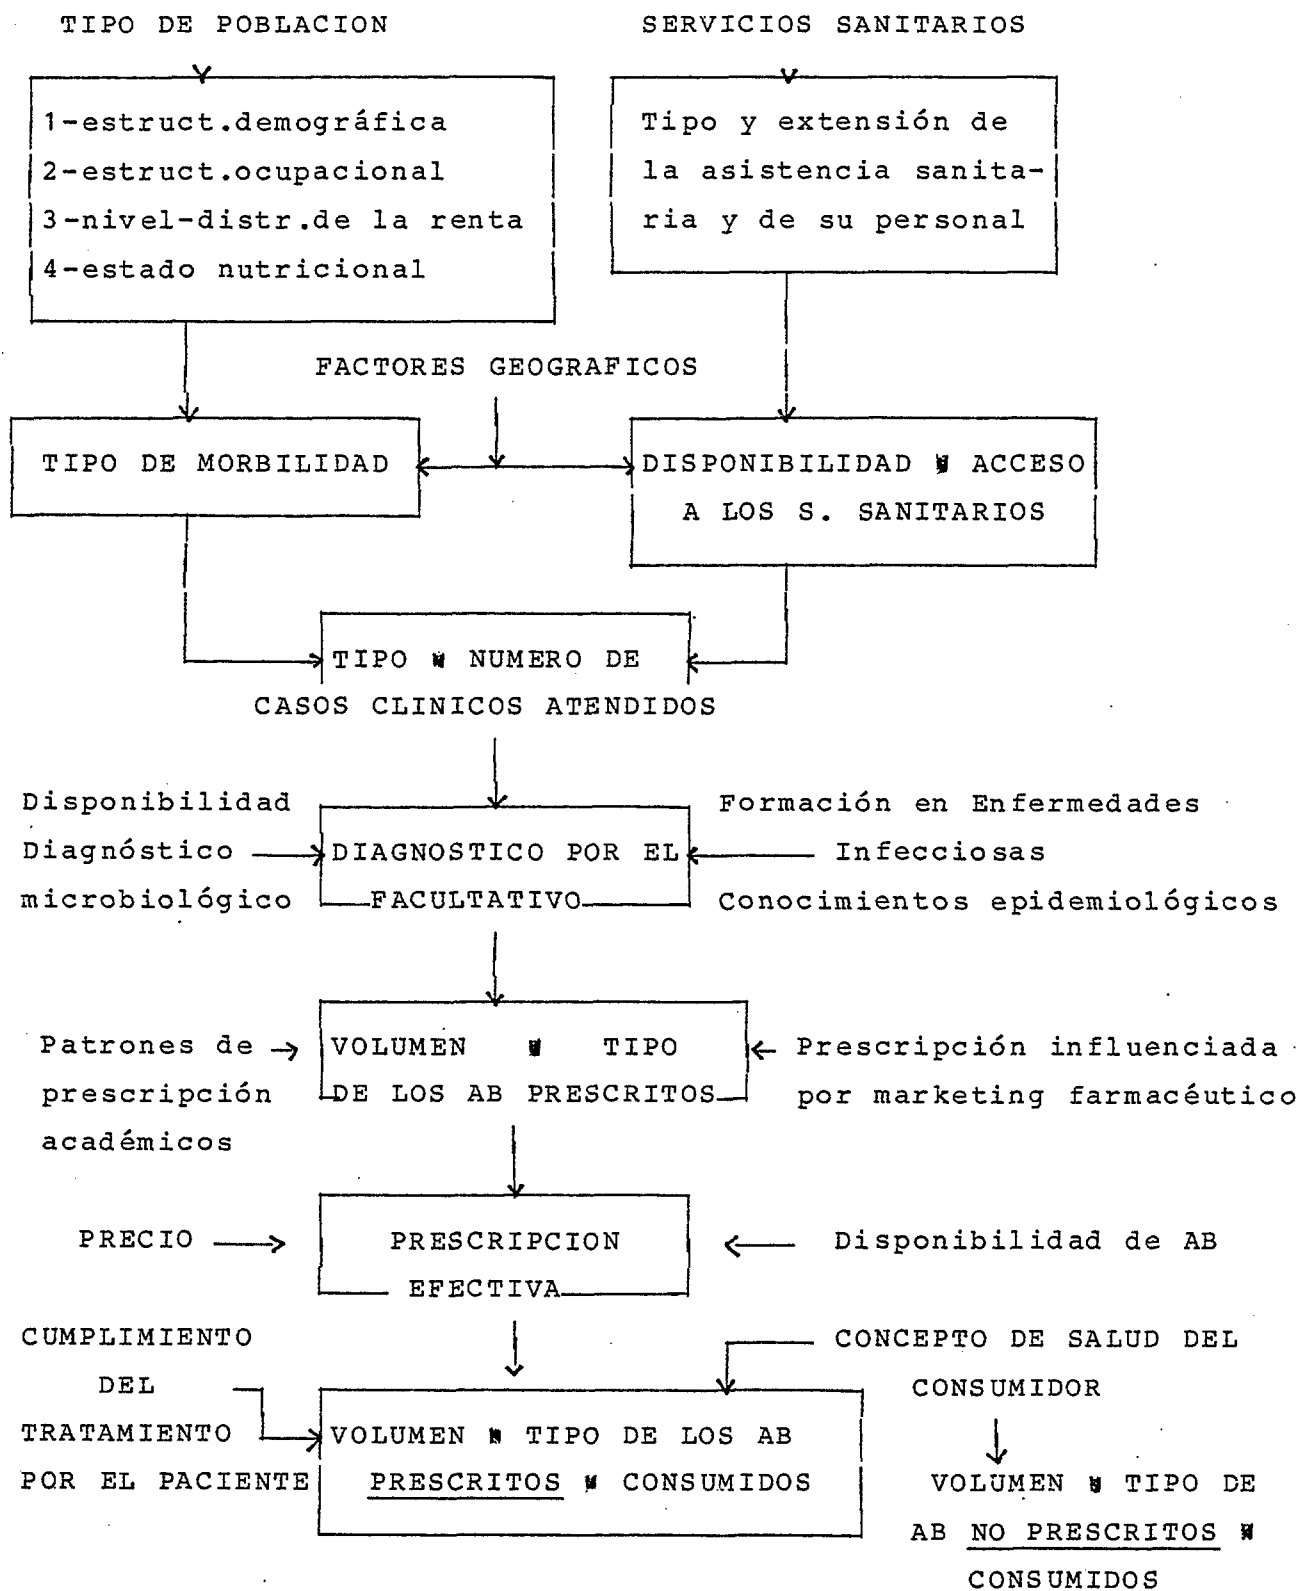 TIPO DE POBLACION
SERVICIOS SANITARIOS
1-estruct.demográfica
2-estruct.ocupacional
3-nivel-distr.de la renta
4-estado nutricional
Tipo y extensión de
la asistencia sanita-
ria y de su personal
FACTORES GEOGRAFICOS
TIPO DE MORBILIDAD
DISPONIBILIDAD ACCESO
A LOS S. SANITARIOS
TIPO NUMERO DE
CASOS CLINICOS ATENDIDOS
Disponibilidad
Diagnóstico
microbiológico
DIAGNOSTICO POR EL
FACULTATIVO
Formación en Enfermedades
Infecciosas
Conocimientos epidemiológicos
Patrones de
prescripción
académicos
VOLUMEN TIPO
DE LOS AB PRESCRITOS
Prescripción influenciada
por marketing farmacéutico
PRECIO
PRESCRIPCION
EFECTIVA
Disponibilidad de AB
CUMPLIMIENTO
DEL
TRATAMIENTO
POR EL PACIENTE
VOLUMEN TIPO DE LOS AB
PRESCRITOS CONSUMIDOS
CONCEPTO DE SALUD DEL
CONSUMIDOR
VOLUMEN TIPO DE
AB NO PRESCRITOS
CONSUMIDOS